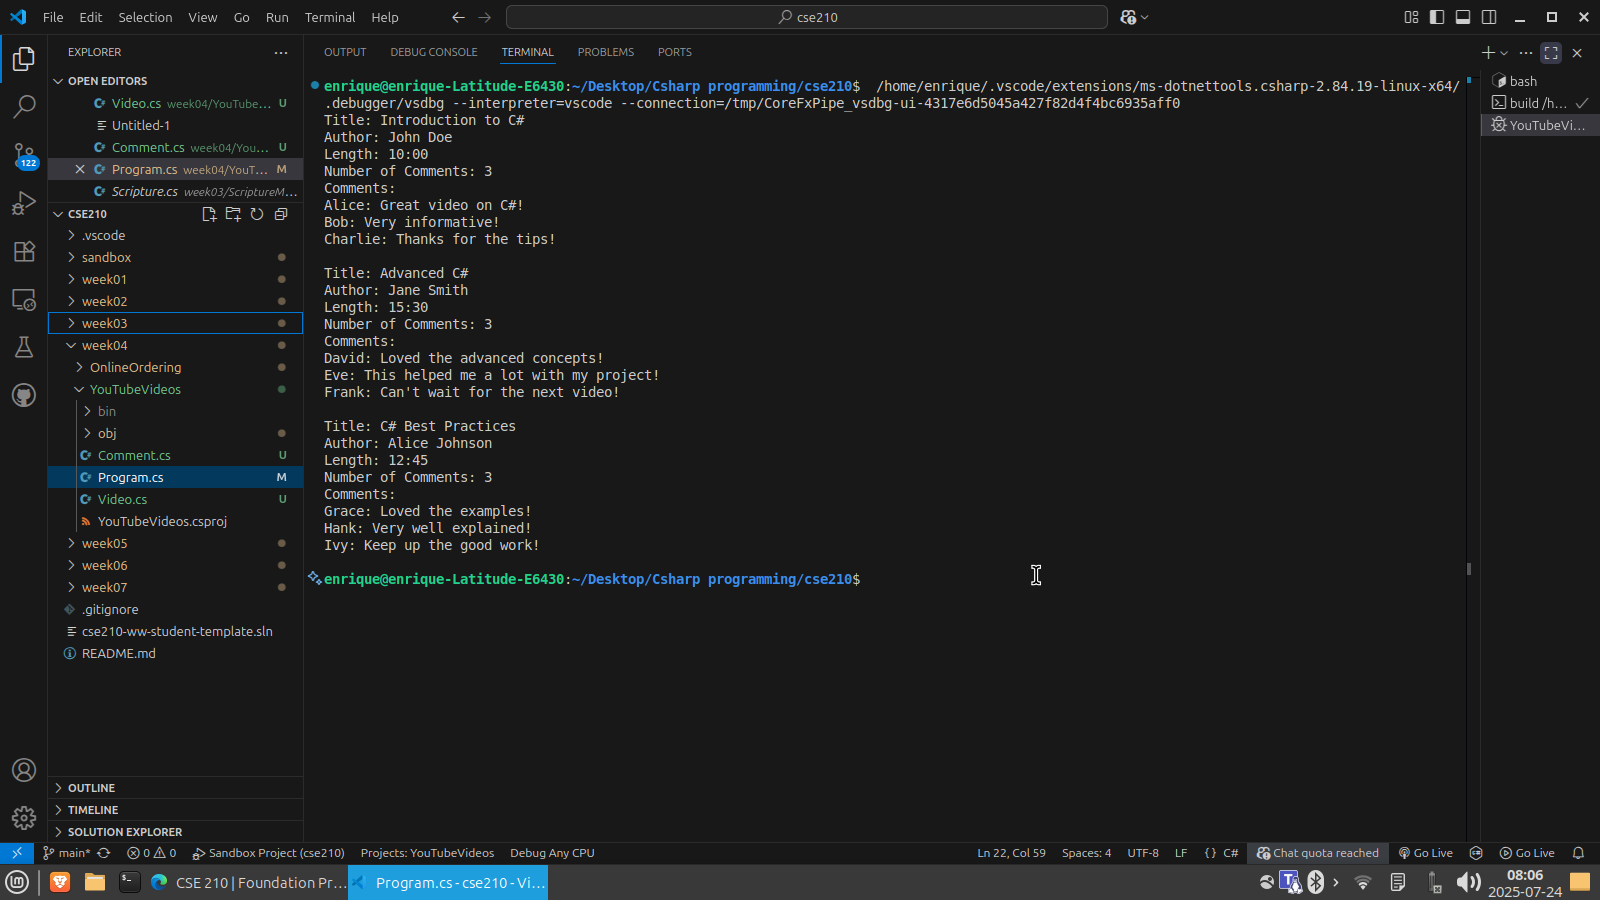 File Edit Selection View Go Run Terminal Help
cse210
EXPLORER
OPEN EDITORS
Video.cs week04/YouTube... U
Untitled-1
Comment.cs week04/You... U
Program.cs week04/YouT... M
Scripture.cs week03/ScriptureM...
CSE210
.vscode
sandbox
week01
week02
week03
week04
OnlineOrdering
YouTubeVideos
bin
obj
Comment.cs U
Program.cs M
Video.cs U
YouTubeVideos.csproj
week05
week06
week07
.gitignore
cse210-ww-student-template.sln
README.md
OUTLINE
TIMELINE
SOLUTION EXPLORER
122
OUTPUT DEBUG CONSOLE TERMINAL PROBLEMS PORTS
enrique@enrique-Latitude-E6430:~/Desktop/Csharp programming/cse210$ /home/enrique/.vscode/extensions/ms-dotnettools.csharp-2.84.19-linux-x64/
.debugger/vsdbg --interpreter=vscode --connection=/tmp/CoreFxPipe_vsdbg-ui-4317e6d5045a427f82d4f4bc6935aff0
Title: Introduction to C#
Author: John Doe
Length: 10:00
Number of Comments: 3
Comments:
Alice: Great video on C#!
Bob: Very informative!
Charlie: Thanks for the tips!
Title: Advanced C#
Author: Jane Smith
Length: 15:30
Number of Comments: 3
Comments:
David: Loved the advanced concepts!
Eve: This helped me a lot with my project!
Frank: Can't wait for the next video!
Title: C# Best Practices
Author: Alice Johnson
Length: 12:45
Number of Comments: 3
Comments:
Grace: Loved the examples!
Hank: Very well explained!
Ivy: Keep up the good work!
enrique@enrique-Latitude-E6430:~/Desktop/Csharp programming/cse210$
bash
build /h...
YouTubeVi...
main* 0 0 Sandbox Project (cse210) Projects: YouTubeVideos Debug Any CPU Ln 22, Col 59 Spaces: 4 UTF-8 LF {} C# Chat quota reached Go Live Go Live
CSE 210 | Foundation Pr... Program.cs - cse210 - Vi...
08:06
2025-07-24